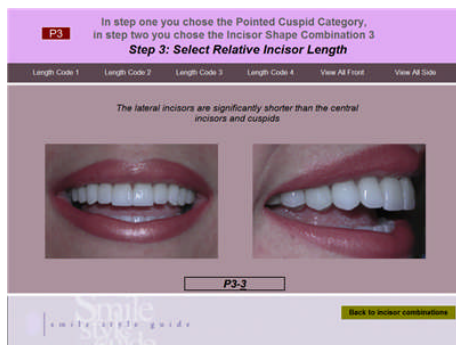 P3
In step one you chose the Pointed Cuspid Category,
in step two you chose the Incisor Shape Combination 3
Step 3: Select Relative Incisor Length
Length Code 1 Length Code 2 Length Code 3 Length Code 4 View All Front View All Side
The lateral incisors are significantly shorter than the central
incisors and cuspids
P3-3
Back to incisor combinations
Smile
style
smile style guide